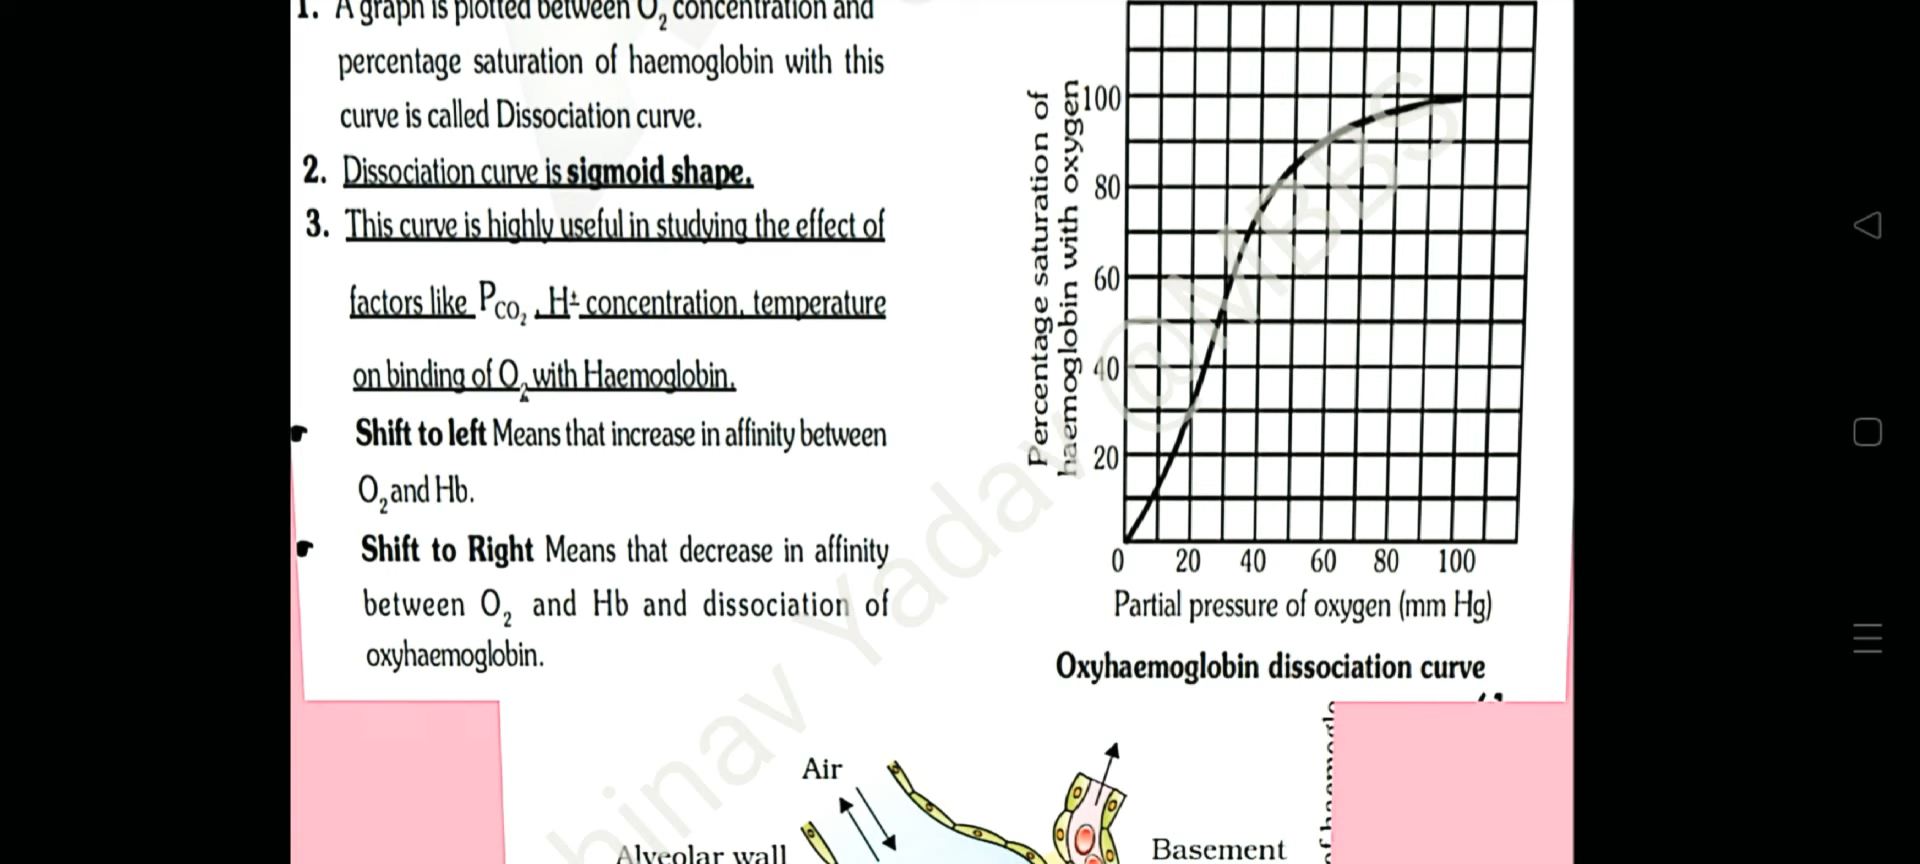 1. A graph is plotted between O₂ concentration and
percentage saturation of haemoglobin with this
curve is called Dissociation curve.
2. Dissociation curve is sigmoid shape.
3. This curve is highly useful in studying the effect of
factors like PCO₂, H⁺ concentration, temperature
on binding of O₂ with Haemoglobin.
Shift to left Means that increase in affinity between
O₂ and Hb.
Shift to Right Means that decrease in affinity
between O₂ and Hb and dissociation of
oxyhaemoglobin.
Percentage saturation of
haemoglobin with oxygen
100
80
60
40
20
0 20 40 60 80 100
Partial pressure of oxygen (mm Hg)
Oxyhaemoglobin dissociation curve
Air
Alveolar wall
Basement
of haemoglo
Yadav @MBBS